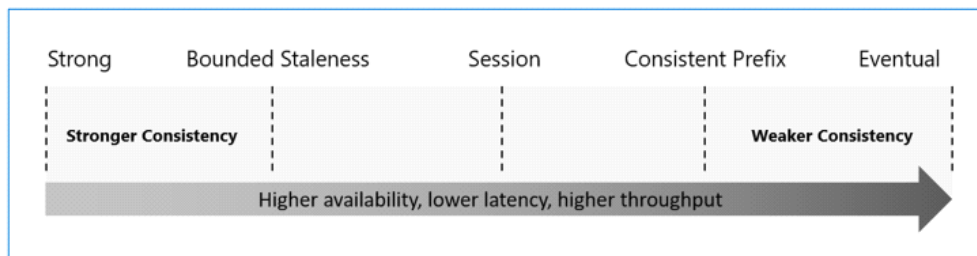 Strong Bounded Staleness Session Consistent Prefix Eventual
Stronger Consistency Weaker Consistency
Higher availability, lower latency, higher throughput